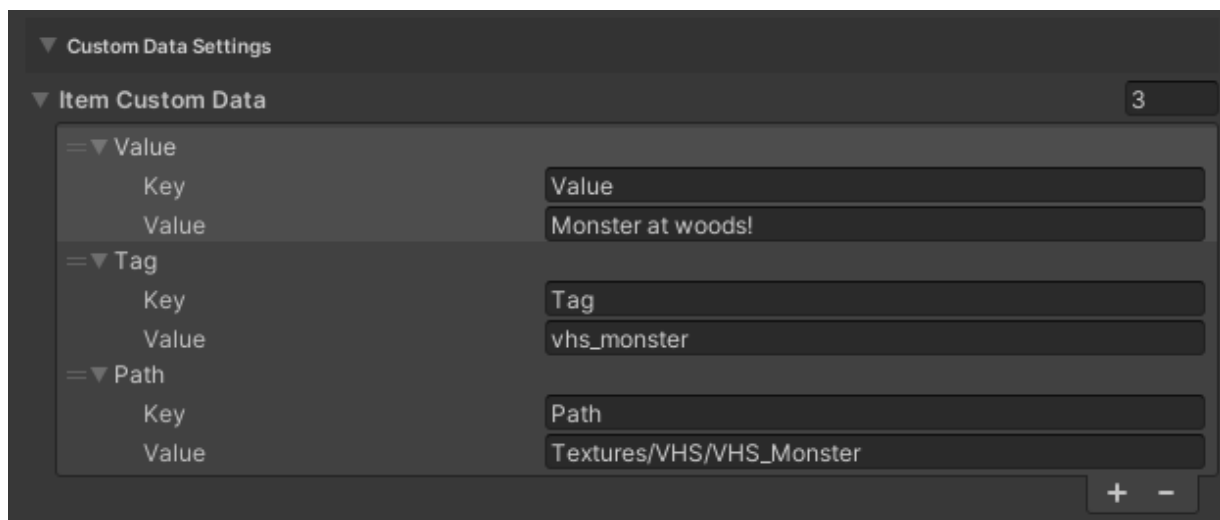 Custom Data Settings
Item Custom Data 3
Value
Key Value
Value Monster at woods!
Tag
Key Tag
Value vhs_monster
Path
Key Path
Value Textures/VHS/VHS_Monster
+ -